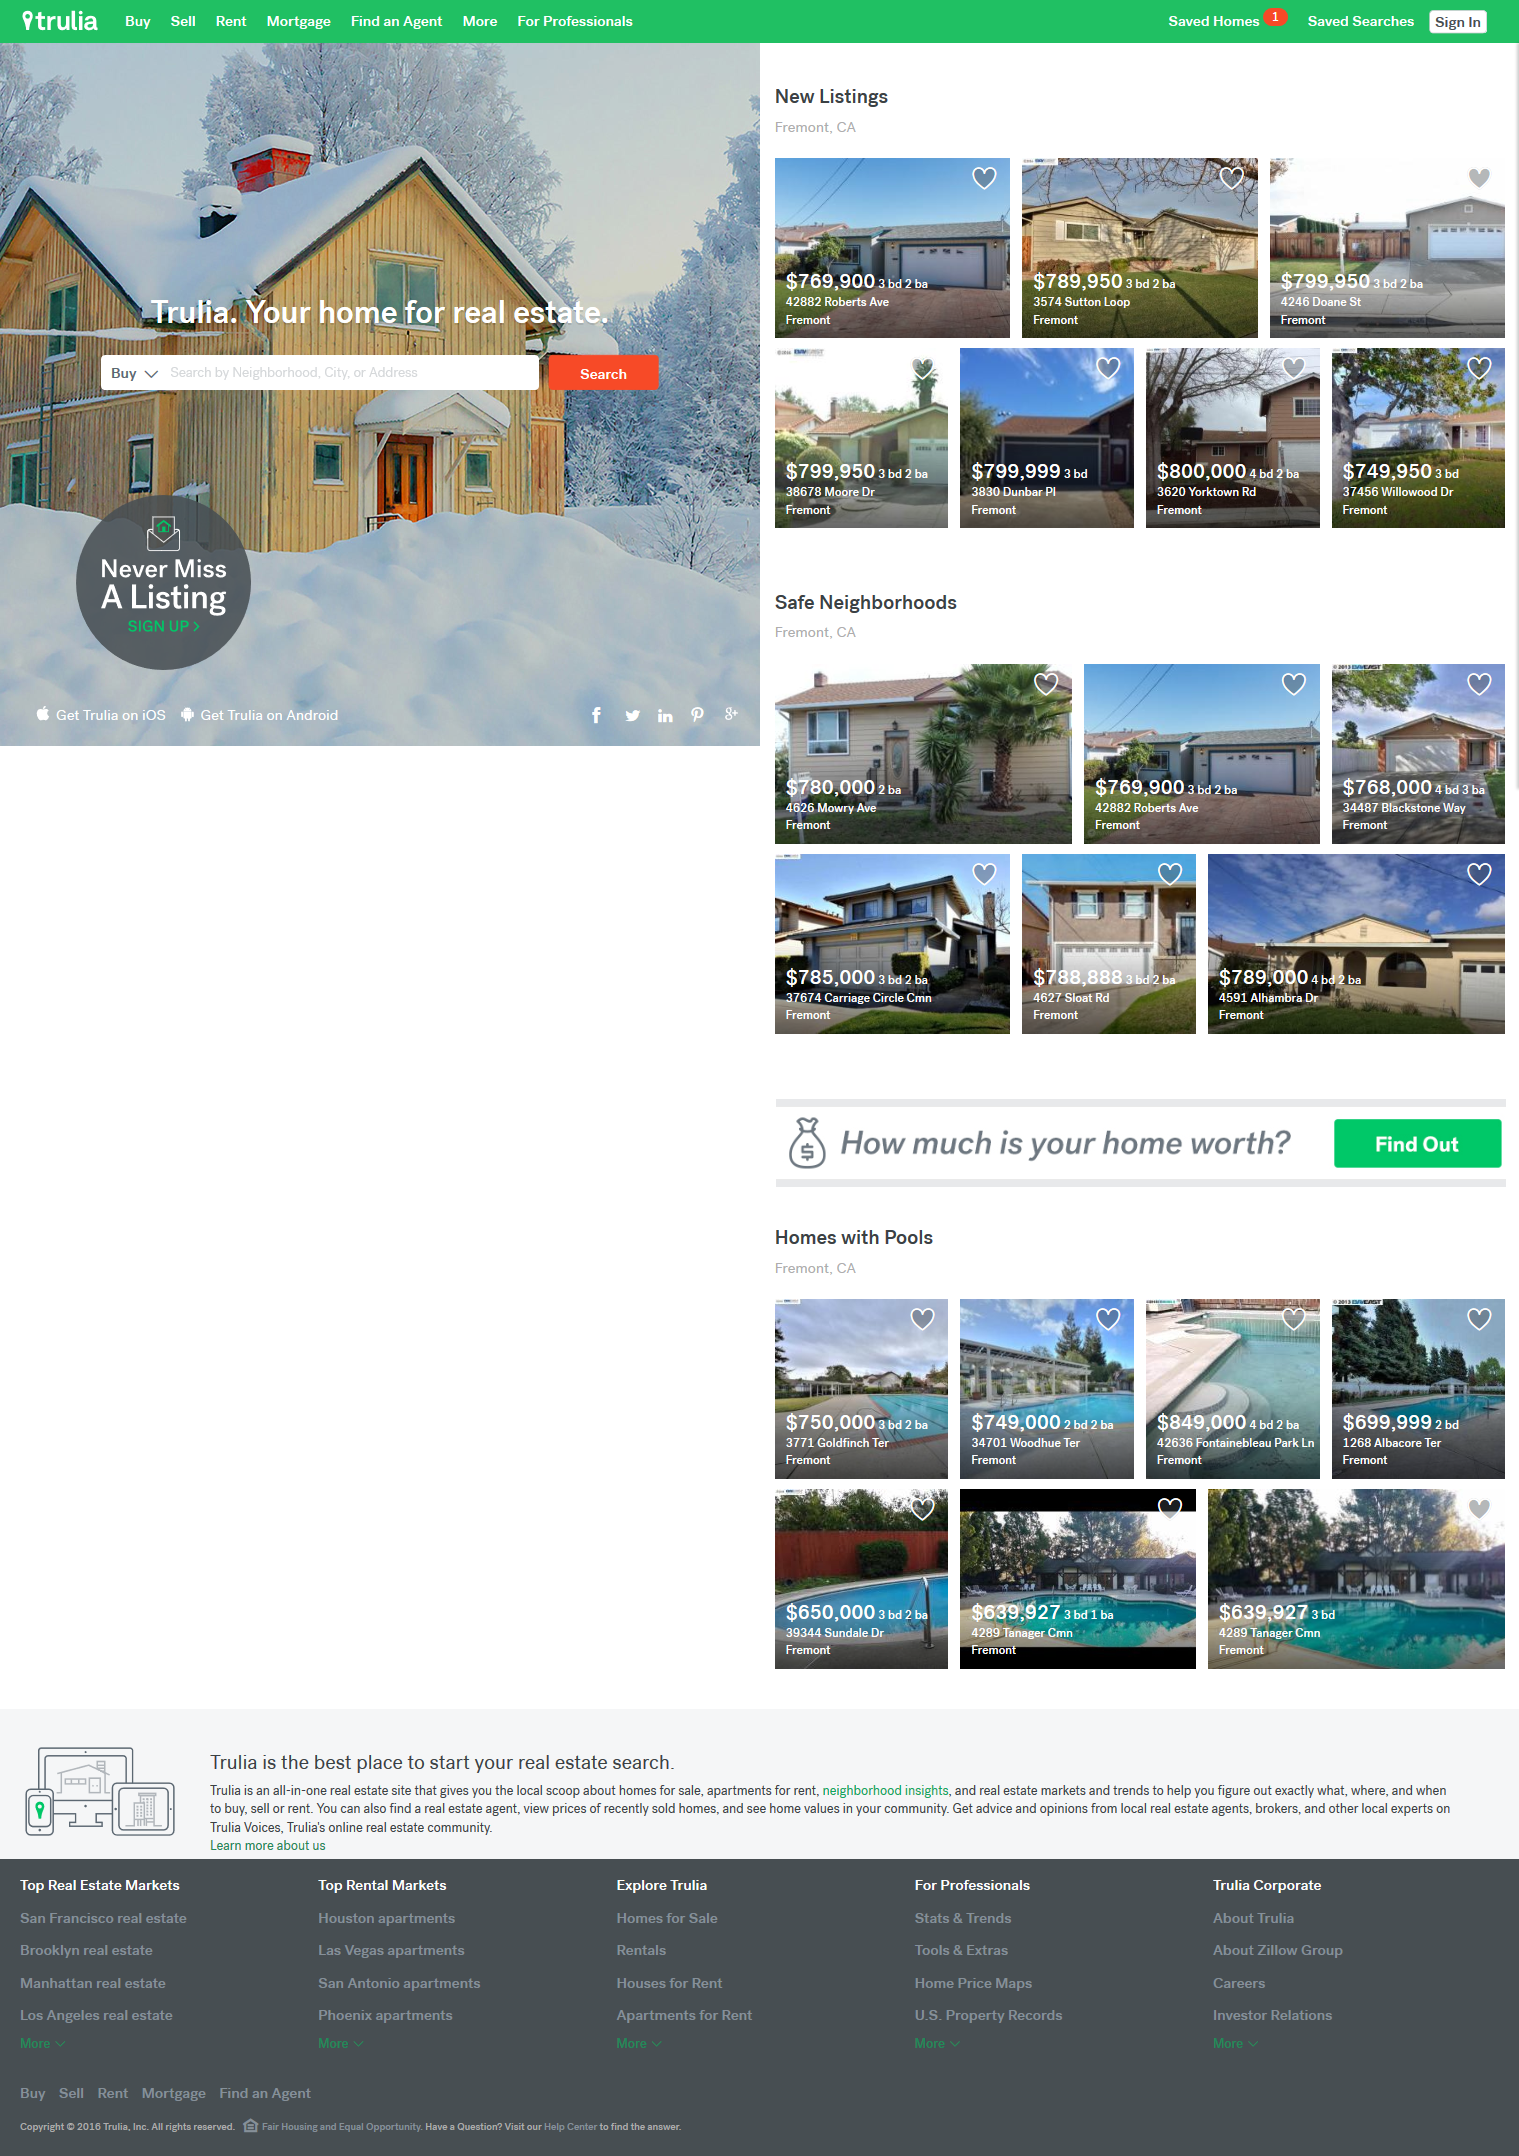 trulia Buy Sell Rent Mortgage Find an Agent More For Professionals Saved Homes 1 Saved Searches Sign In
Trulia. Your home for real estate.
Buy Search by Neighborhood, City, or Address Search
Never Miss
A Listing
SIGN UP >
Get Trulia on iOS Get Trulia on Android
New Listings
Fremont, CA
$769,900 3 bd 2 ba
42882 Roberts Ave
Fremont
$789,950 3 bd 2 ba
3574 Sutton Loop
Fremont
$799,950 3 bd 2 ba
4246 Doane St
Fremont
$799,950 3 bd 2 ba
38678 Moore Dr
Fremont
$799,999 3 bd
3830 Dunbar Pl
Fremont
$800,000 4 bd 2 ba
3620 Yorktown Rd
Fremont
$749,950 3 bd
37456 Willowood Dr
Fremont
Safe Neighborhoods
Fremont, CA
$780,000 2 ba
4626 Mowry Ave
Fremont
$769,900 3 bd 2 ba
42882 Roberts Ave
Fremont
© 2013 BAYEAST
$768,000 4 bd 3 ba
34487 Blackstone Way
Fremont
$785,000 3 bd 2 ba
37674 Carriage Circle Cmn
Fremont
$788,888 3 bd 2 ba
4627 Sloat Rd
Fremont
$789,000 4 bd 2 ba
4591 Alhambra Dr
Fremont
How much is your home worth? Find Out
Homes with Pools
Fremont, CA
$750,000 3 bd 2 ba
3771 Goldfinch Ter
Fremont
$749,000 2 bd 2 ba
34701 Woodhue Ter
Fremont
$849,000 4 bd 2 ba
42636 Fontainebleau Park Ln
Fremont
© 2013 BAYEAST
$699,999 2 bd
1268 Albacore Ter
Fremont
$650,000 3 bd 2 ba
39344 Sundale Dr
Fremont
$639,927 3 bd 1 ba
4289 Tanager Cmn
Fremont
$639,927 3 bd
4289 Tanager Cmn
Fremont
Trulia is the best place to start your real estate search.
Trulia is an all-in-one real estate site that gives you the local scoop about homes for sale, apartments for rent, neighborhood insights, and real estate markets and trends to help you figure out exactly what, where, and when
to buy, sell or rent. You can also find a real estate agent, view prices of recently sold homes, and see home values in your community. Get advice and opinions from local real estate agents, brokers, and other local experts on
Trulia Voices, Trulia's online real estate community.
Learn more about us
Top Real Estate Markets Top Rental Markets Explore Trulia For Professionals Trulia Corporate
San Francisco real estate Houston apartments Homes for Sale Stats & Trends About Trulia
Brooklyn real estate Las Vegas apartments Rentals Tools & Extras About Zillow Group
Manhattan real estate San Antonio apartments Houses for Rent Home Price Maps Careers
Los Angeles real estate Phoenix apartments Apartments for Rent U.S. Property Records Investor Relations
More More More More More
Buy Sell Rent Mortgage Find an Agent
Copyright © 2016 Trulia, Inc. All rights reserved. Fair Housing and Equal Opportunity. Have a Question? Visit our Help Center to find the answer.